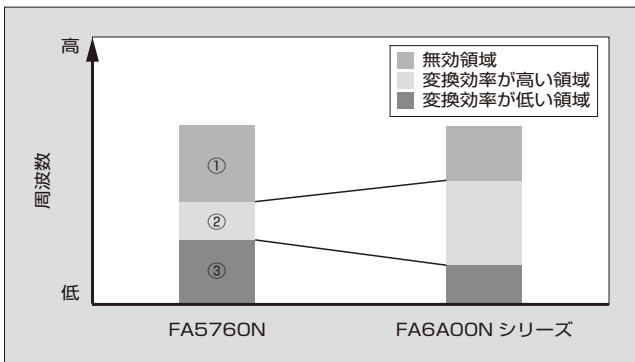 高
周波数
低
無効領域
変換効率が高い領域
変換効率が低い領域
①
②
③
FA5760N
FA6A00N シリーズ